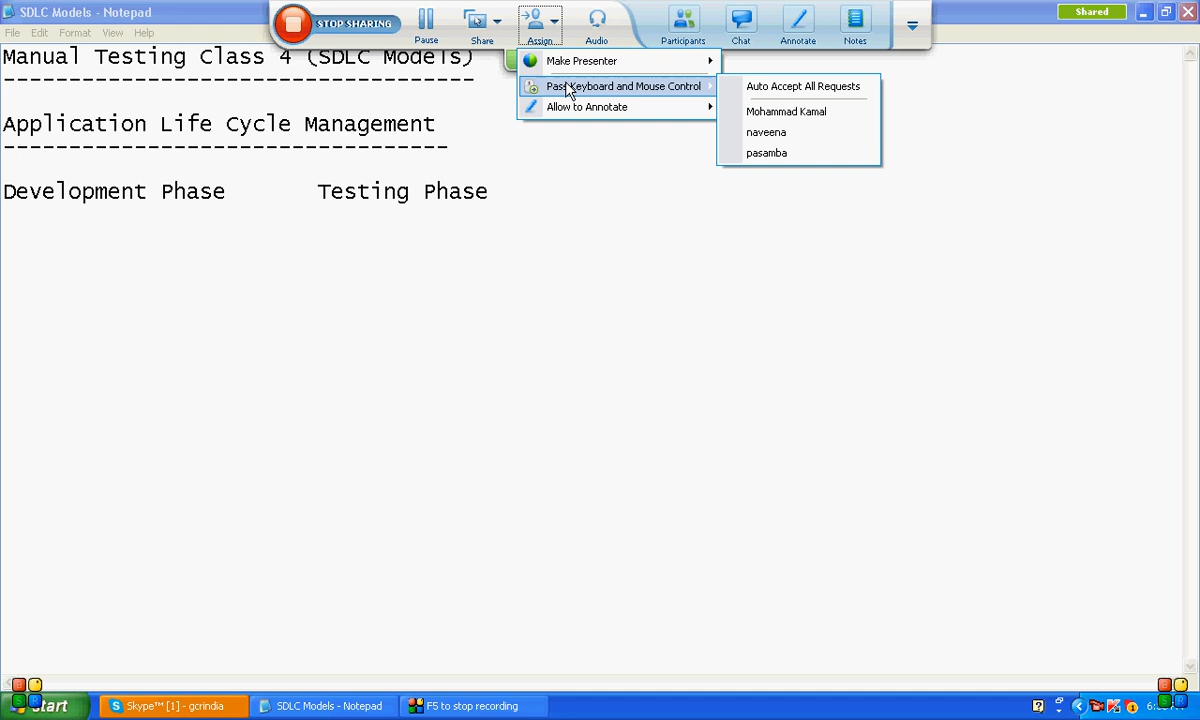 SDLC Models - Notepad
STOP SHARING
Pause
Share
Assign
Audio
Participants
Chat
Annotate
Notes
Shared
File Edit Format View Help
Manual Testing Class 4 (SDLC Models)
-----------------------------------
Make Presenter
Pass Keyboard and Mouse Control
Allow to Annotate
Auto Accept All Requests
Mohammad Kamal
naveena
pasamba
Application Life Cycle Management
---------------------------------
Development Phase Testing Phase
Skype™ [1] - gcrindia
SDLC Models - Notepad
F5 to stop recording